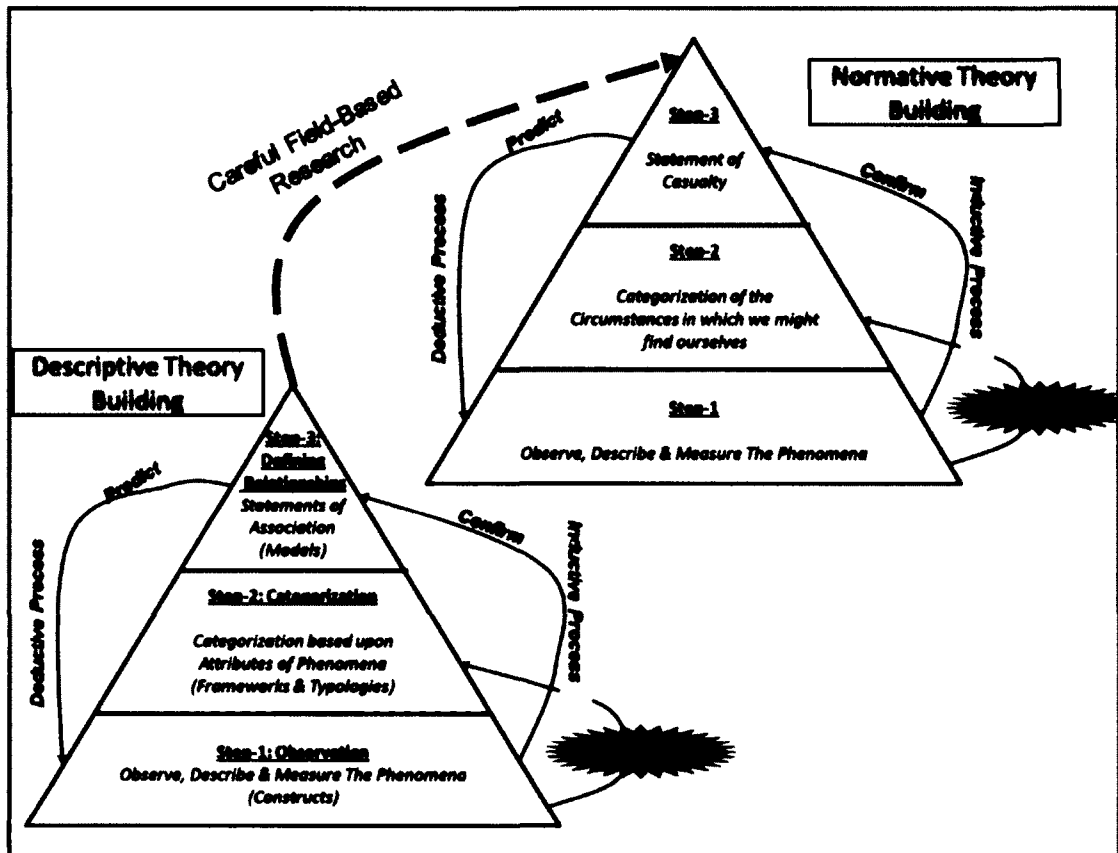 Careful Field-Based
Research
Normative Theory
Building
Predict
Deductive Process
Step-3
Statement of
Casualty
Confirm
Inductive Process
Step-2
Categorization of the
Circumstances in which we might
find ourselves
Step-1
Observe, Describe & Measure The Phenomena
Descriptive Theory
Building
Predict
Deductive Process
Step-3:
Defining
Relationships
Statements of
Association
(Models)
Confirm
Inductive Process
Step-2: Categorization
Categorization based upon
Attributes of Phenomena
(Frameworks & Typologies)
Step-1: Observation
Observe, Describe & Measure The Phenomena
(Constructs)